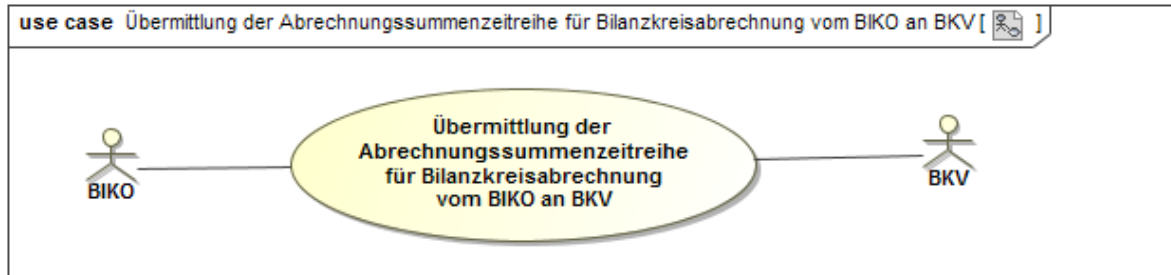 use case Übermittlung der Abrechnungssummenzeitreihe für Bilanzkreisabrechnung vom BIKO an BKV [ ]
Übermittlung der
Abrechnungssummenzeitreihe
für Bilanzkreisabrechnung
vom BIKO an BKV
BIKO
BKV